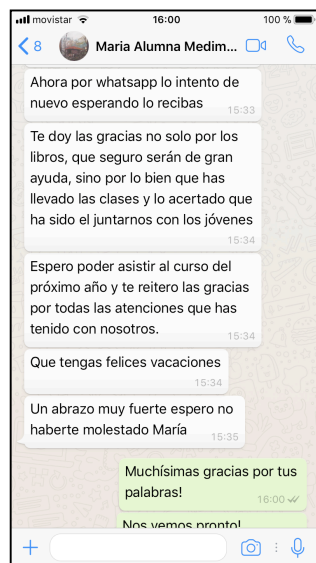 movistar 16:00 100 %
8 Maria Alumna Medim...
Ahora por whatsapp lo intento de
nuevo esperando lo recibas
15:33
Te doy las gracias no solo por los
libros, que seguro serán de gran
ayuda, sino por lo bien que has
llevado las clases y lo acertado que
ha sido el juntarnos con los jóvenes
15:34
Espero poder asistir al curso del
próximo año y te reitero las gracias
por todas las atenciones que has
tenido con nosotros.
15:34
Que tengas felices vacaciones
15:34
Un abrazo muy fuerte espero no
haberte molestado María
15:35
Muchísimas gracias por tus
palabras!
16:00
Nos vemos pronto!